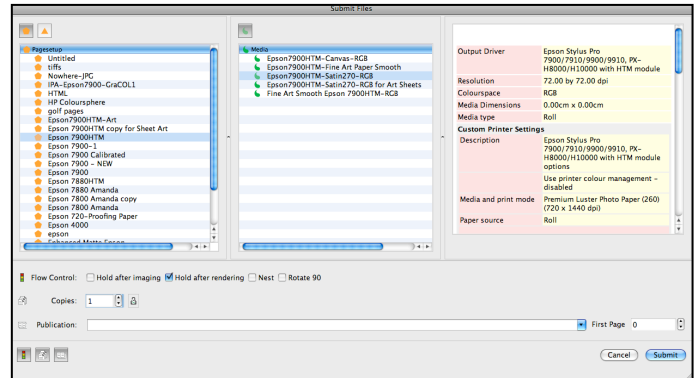 Submit Files
Pagesetup
Untitled
tiffs
Nowhere-JPG
IPA-Epson7900-GraCOL1
HTML
HP Coloursphere
golf pages
Epson7900HTM-Art
Epson7900HTM copy for Sheet Art
Epson 7900HTM
Epson 7900-1
Epson 7900 Calibrated
Epson 7900 - NEW
Epson 7900
Epson 7880HTM
Epson 7880 Amanda
Epson 7800 Amanda copy
Epson 7800 Amanda
Epson 720-Proofing Paper
Epson 4000
epson
Enhanced Matte Epson
Media
Epson7900HTM-Canvas-RGB
Epson7900HTM-Fine Art Paper Smooth
Epson7900HTM-Satin270-RGB
Epson7900HTM-Satin270-RGB for Art Sheets
Fine Art Smooth Epson 7900HTM-RGB
Output Driver Epson Stylus Pro
7900/7910/9900/9910, PX-
H8000/H10000 with HTM module
Resolution 72.00 by 72.00 dpi
Colourspace RGB
Media Dimensions 0.00cm x 0.00cm
Media type Roll
Custom Printer Settings
Description Epson Stylus Pro
7900/7910/9900/9910, PX-
H8000/H10000 with HTM module
options
Use printer colour management -
disabled
Media and print mode Premium Luster Photo Paper (260)
(720 x 1440 dpi)
Paper source Roll
Flow Control: Hold after imaging Hold after rendering Nest Rotate 90
Copies: 1
Publication: First Page 0
Cancel Submit